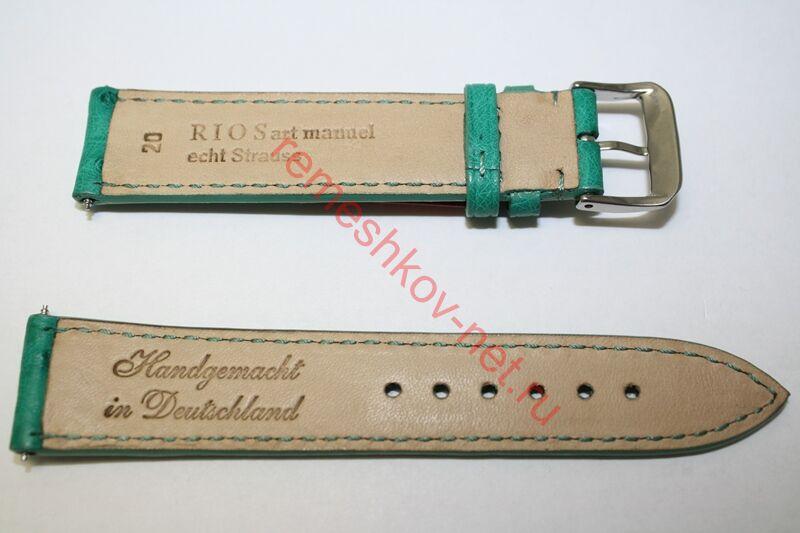 20
RIOS art manuel
echt Strauss
remeshkov-net.ru
Handgemacht
in Deutschland